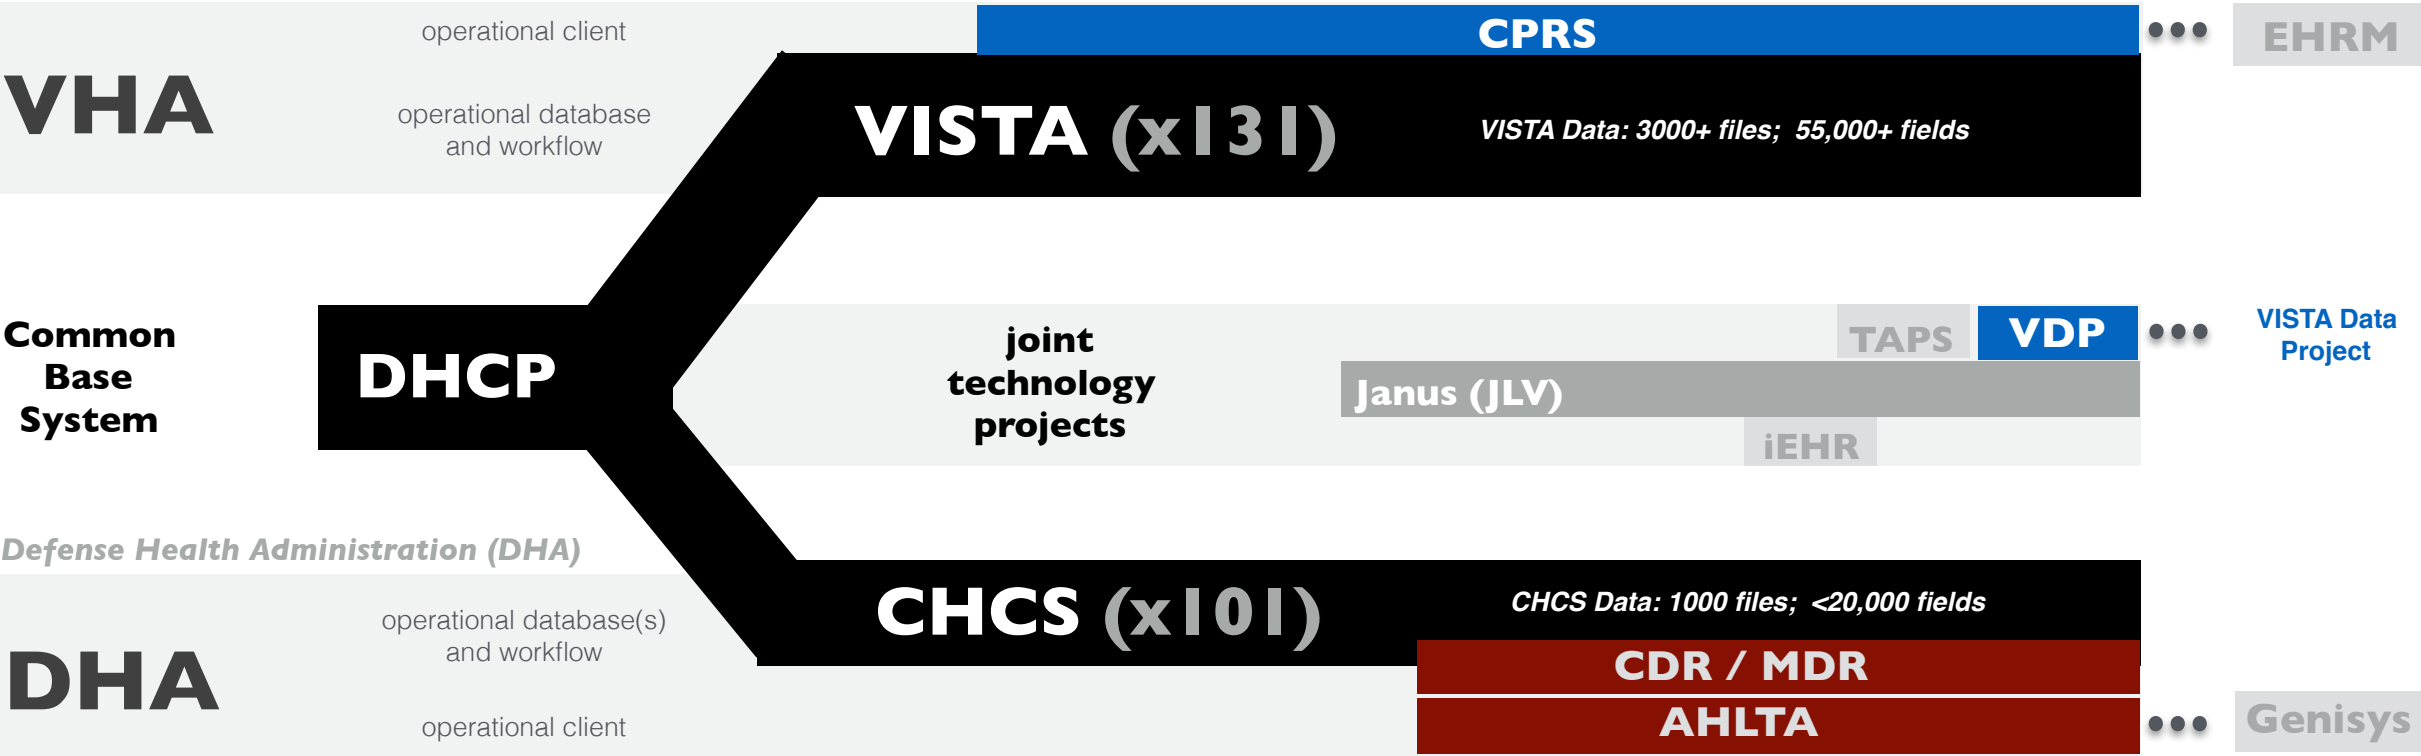 operational client
CPRS
••• EHRM
VHA
operational database
and workflow
VISTA (x131)
VISTA Data: 3000+ files; 55,000+ fields
Common
Base
System
DHCP
joint
technology
projects
TAPS
VDP
••• VISTA Data
Project
Janus (JLV)
iEHR
Defense Health Administration (DHA)
operational database(s)
and workflow
CHCS (x101)
CHCS Data: 1000 files; <20,000 fields
CDR / MDR
DHA
operational client
AHLTA
••• Genisys